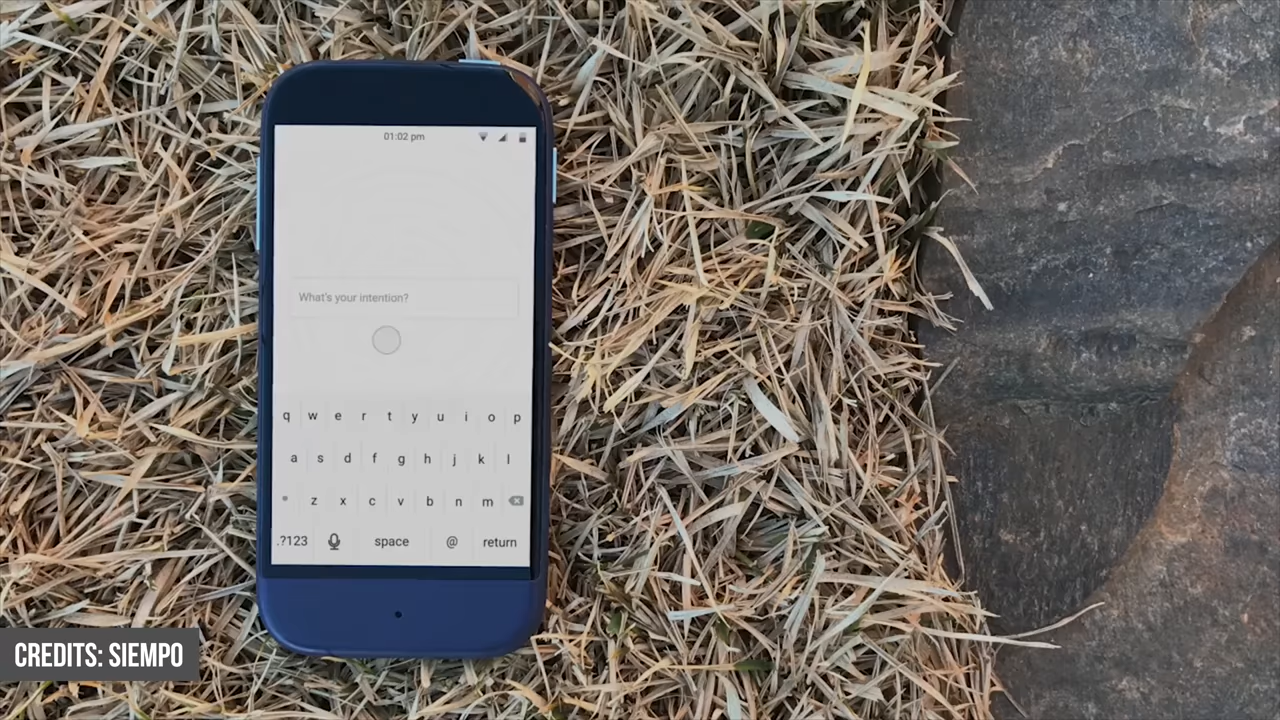 01:02 pm
What's your intention?
q w e r t y u i o p
a s d f g h j k l
z x c v b n m
.?123 space @ return
CREDITS: SIEMPO